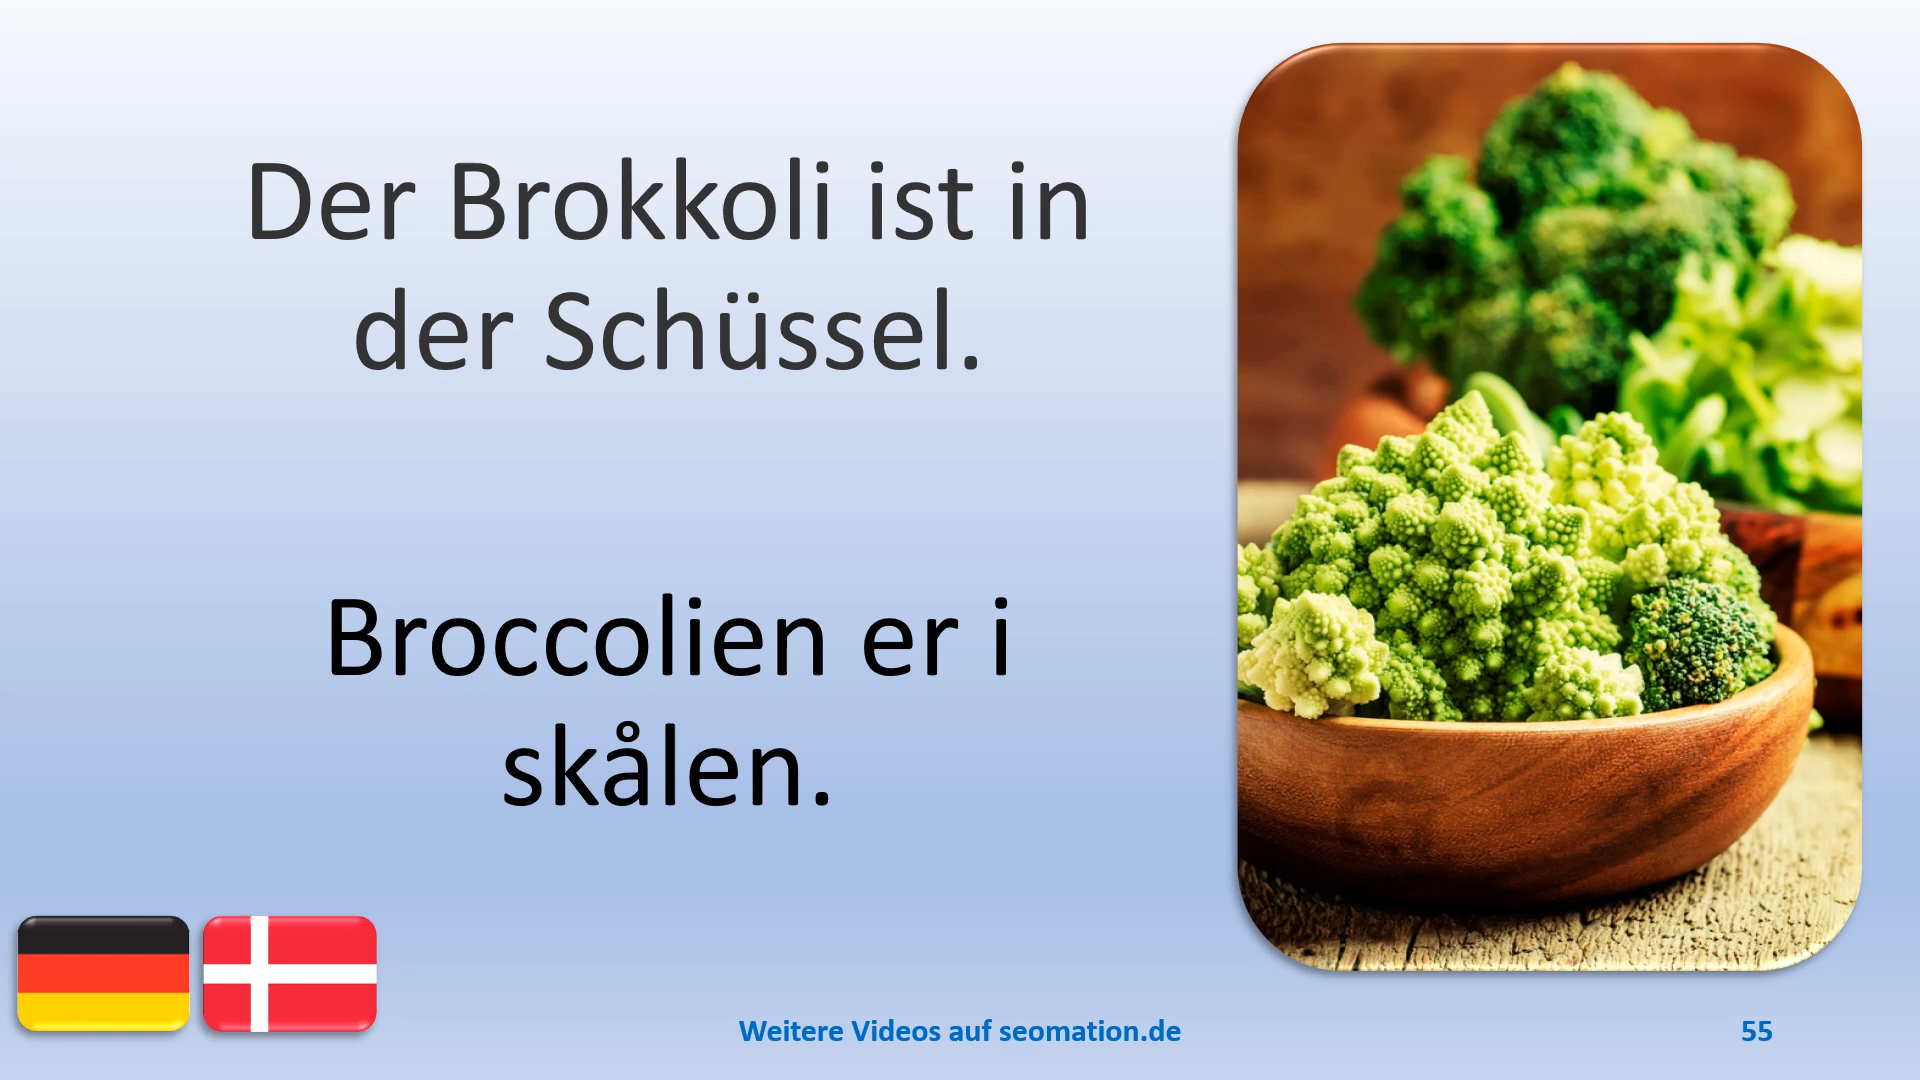 Der Brokkoli ist in
der Schüssel.
Broccolien er i
skålen.
Weitere Videos auf seomation.de
55